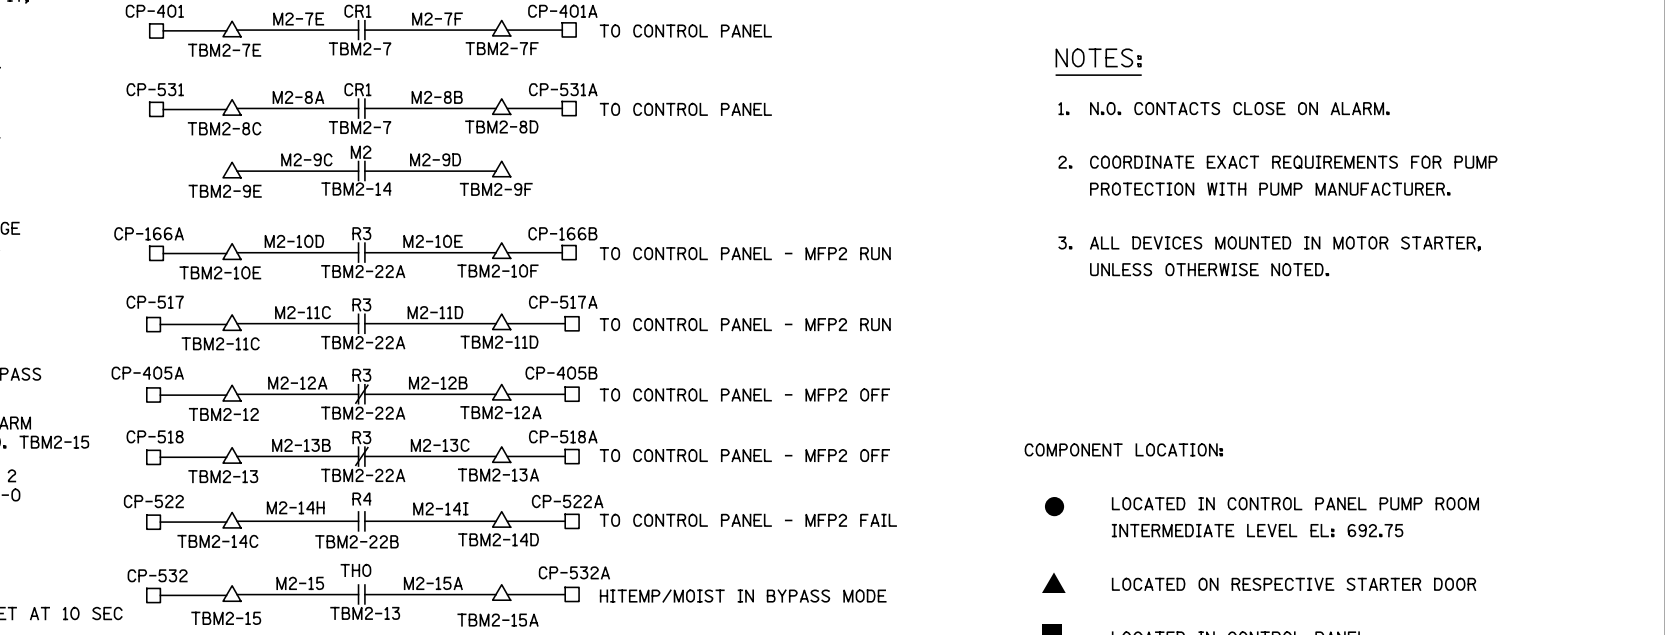 CP-401 M2-7E CR1 M2-7F CP-401A TO CONTROL PANEL
TBM2-7E TBM2-7 TBM2-7F
CP-531 M2-8A CR1 M2-8B CP-531A TO CONTROL PANEL
TBM2-8C TBM2-7 TBM2-8D
M2-9C M2 M2-9D
TBM2-9E TBM2-14 TBM2-9F
GE
CP-166A M2-10D R3 M2-10E CP-166B TO CONTROL PANEL - MFP2 RUN
TBM2-10E TBM2-22A TBM2-10F
CP-517 M2-11C R3 M2-11D CP-517A TO CONTROL PANEL - MFP2 RUN
TBM2-11C TBM2-22A TBM2-11D
PASS
CP-405A M2-12A R3 M2-12B CP-405B TO CONTROL PANEL - MFP2 OFF
TBM2-12 TBM2-22A TBM2-12A
ARM
. TBM2-15
CP-518 M2-13B R3 M2-13C CP-518A TO CONTROL PANEL - MFP2 OFF
TBM2-13 TBM2-22A TBM2-13A
2
-0
CP-522 M2-14H R4 M2-14I CP-522A TO CONTROL PANEL - MFP2 FAIL
TBM2-14C TBM2-22B TBM2-14D
CP-532 M2-15 THO M2-15A CP-532A HITEMP/MOIST IN BYPASS MODE
TBM2-15 TBM2-13 TBM2-15A
ET AT 10 SEC
NOTES:
1. N.O. CONTACTS CLOSE ON ALARM.
2. COORDINATE EXACT REQUIREMENTS FOR PUMP
PROTECTION WITH PUMP MANUFACTURER.
3. ALL DEVICES MOUNTED IN MOTOR STARTER,
UNLESS OTHERWISE NOTED.
COMPONENT LOCATION:
LOCATED IN CONTROL PANEL PUMP ROOM
INTERMEDIATE LEVEL EL: 692.75
LOCATED ON RESPECTIVE STARTER DOOR
LOCATED IN CONTROL PANEL